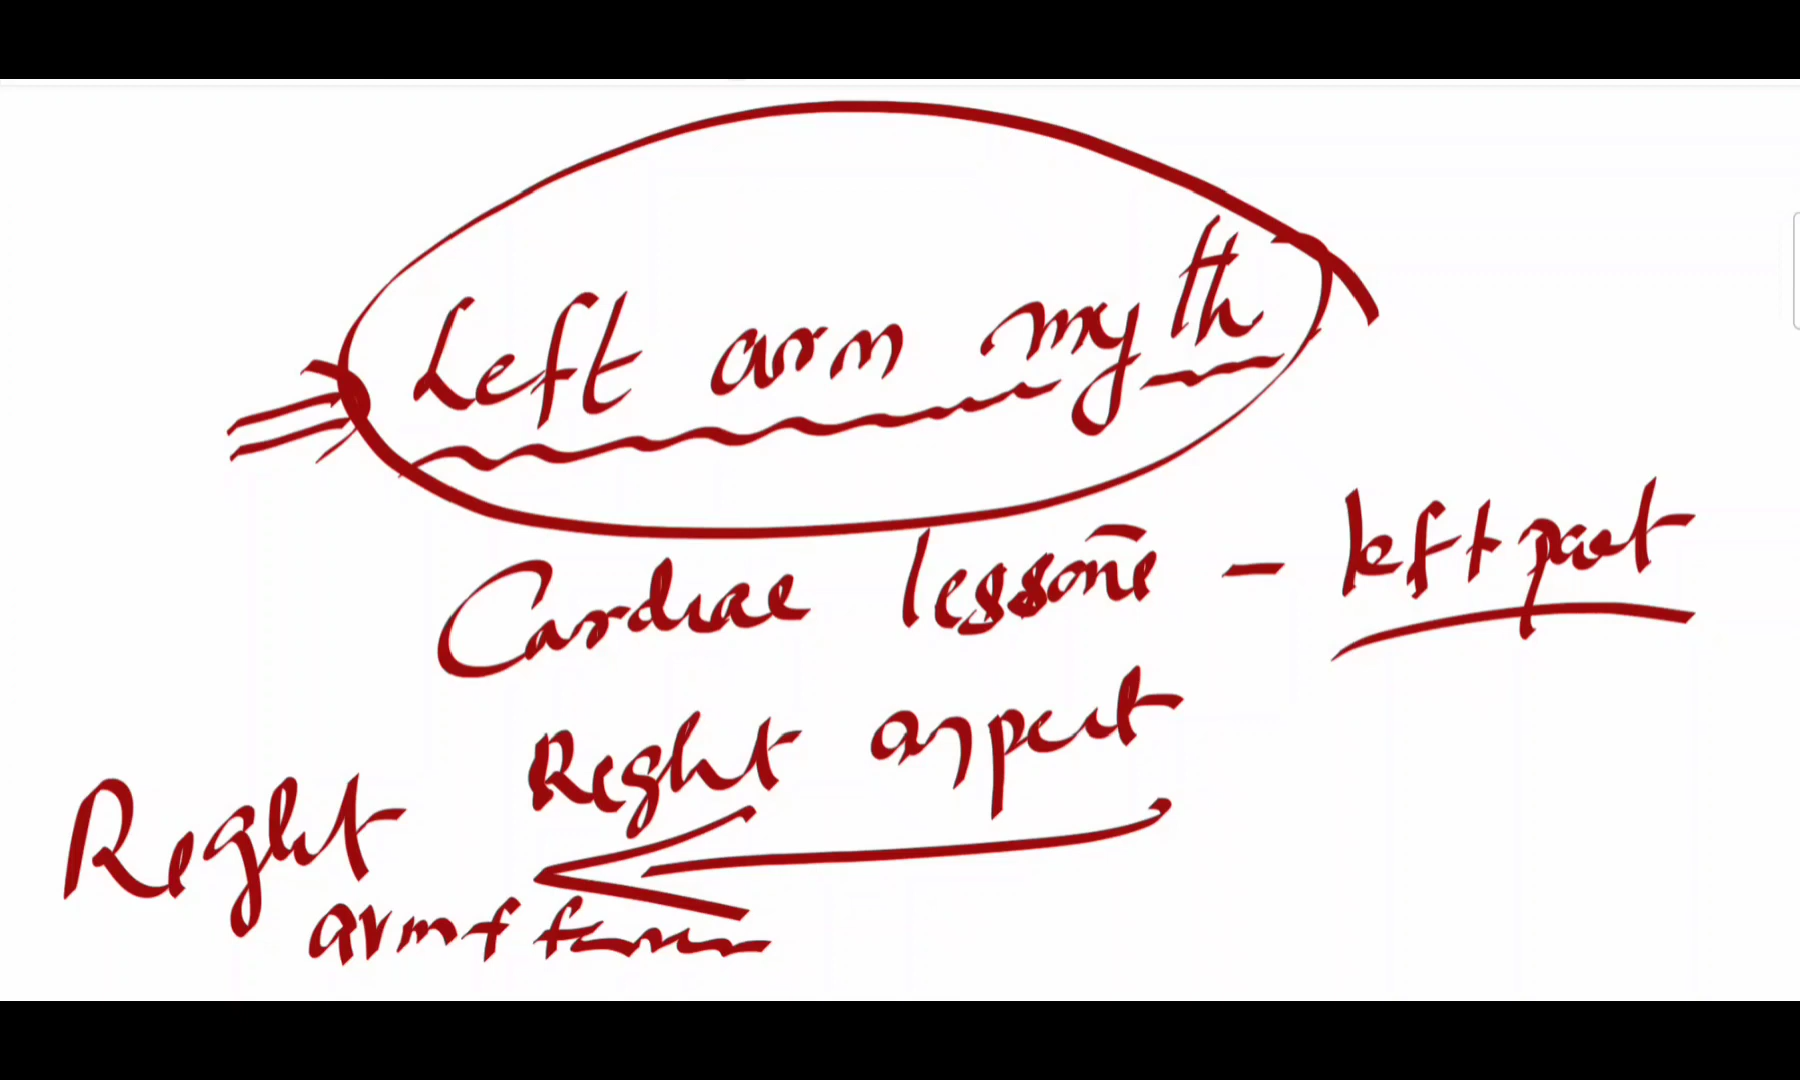 Left arm myth
Cardiac lessons - left part
Right aspect
Right
arm